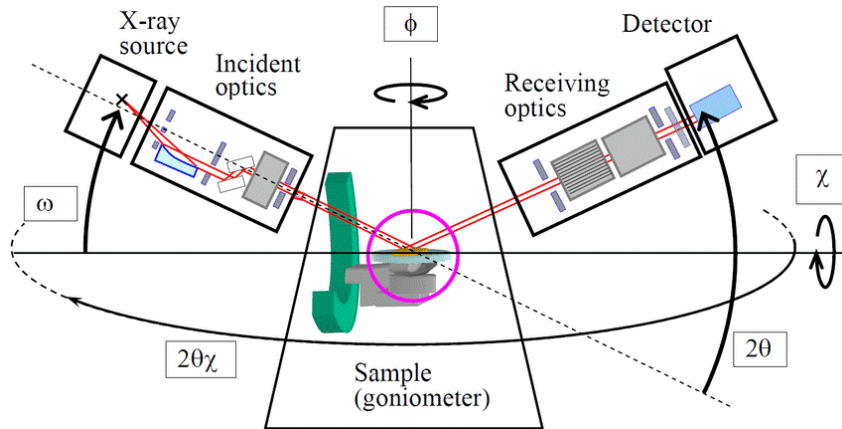 X-ray
source
Incident
optics
ϕ
Detector
Receiving
optics
χ
ω
2θχ
Sample
(goniometer)
2θ